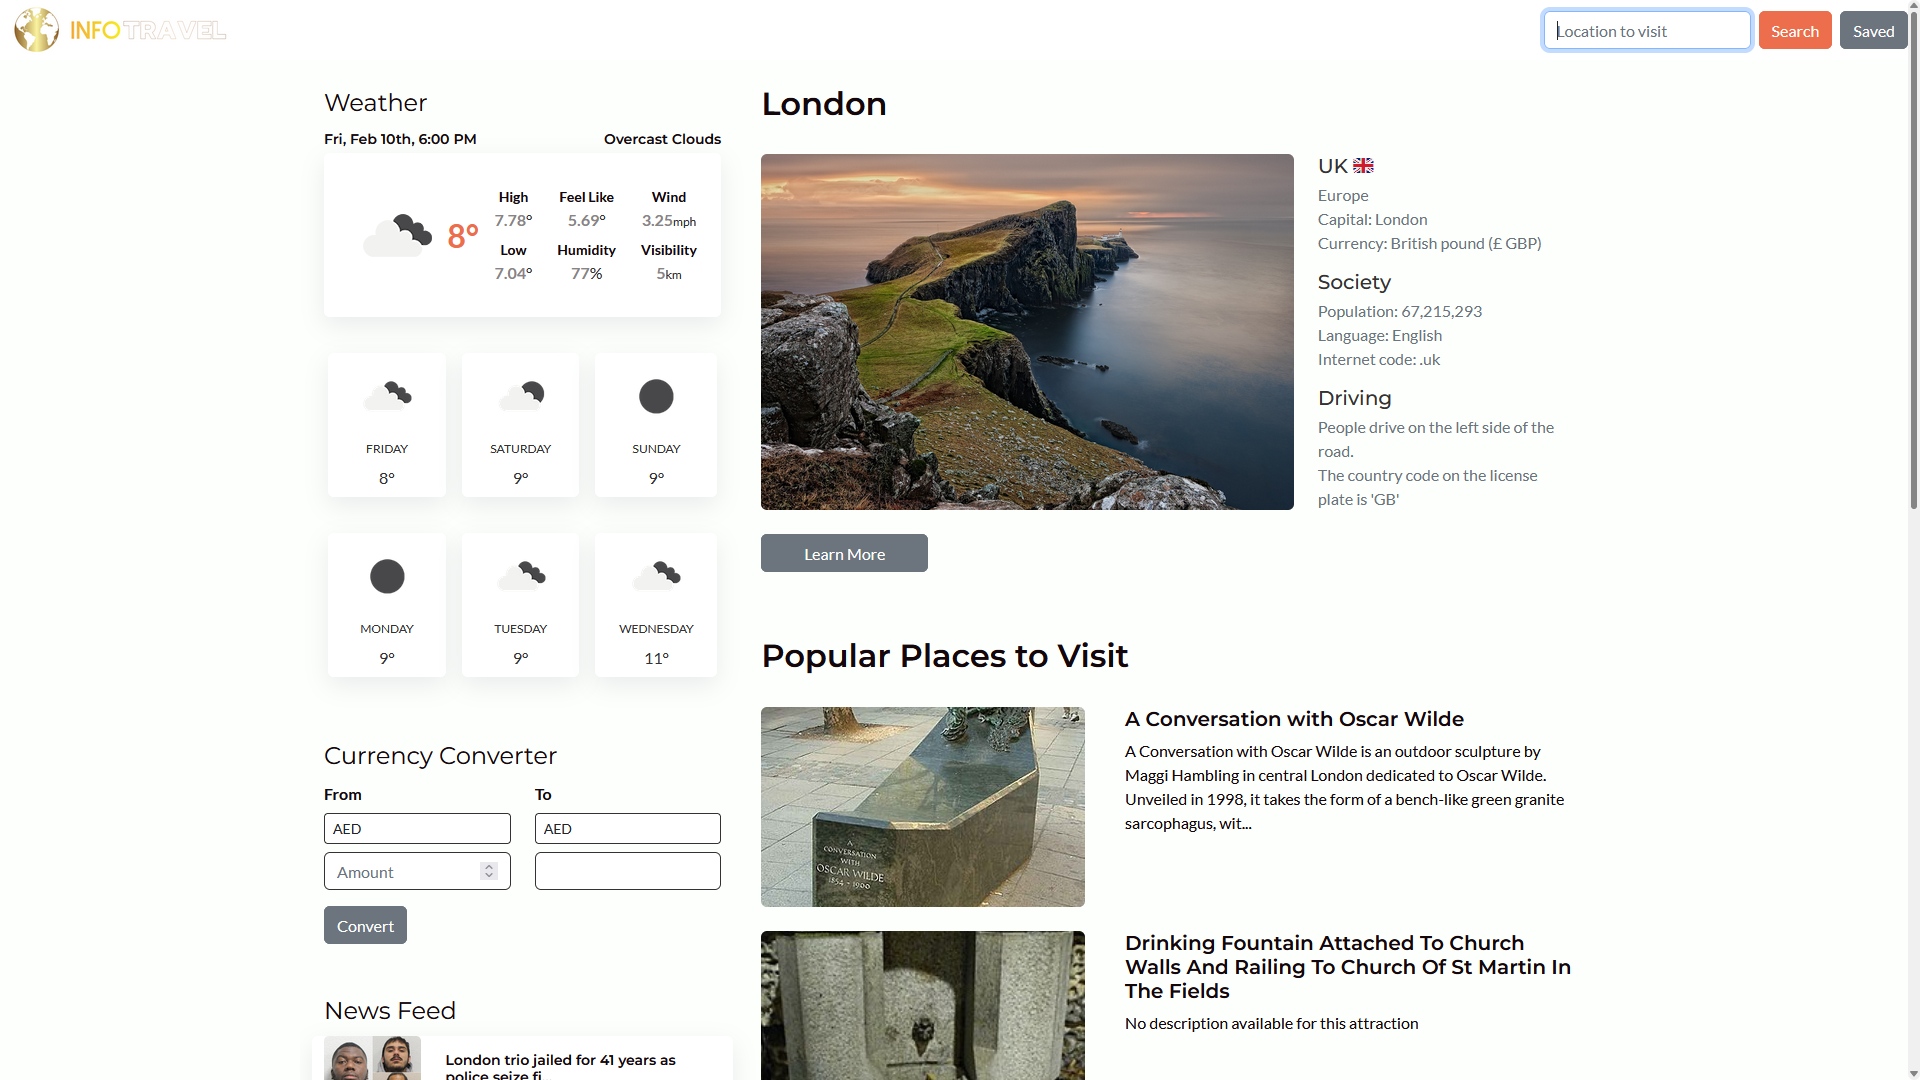 INFOTRAVEL
Location to visit
Search
Saved
Weather
Fri, Feb 10th, 6:00 PM
Overcast Clouds
8°
High
Feel Like
Wind
7.78°
5.69°
3.25mph
Low
Humidity
Visibility
7.04°
77%
5km
FRIDAY
8°
SATURDAY
9°
SUNDAY
9°
MONDAY
9°
TUESDAY
9°
WEDNESDAY
11°
Currency Converter
From
To
AED
AED
Amount
Convert
News Feed
London trio jailed for 41 years as
police seize fi...
London
UK
Europe
Capital: London
Currency: British pound (£ GBP)
Society
Population: 67,215,293
Language: English
Internet code: .uk
Driving
People drive on the left side of the
road.
The country code on the license
plate is 'GB'
Learn More
Popular Places to Visit
A
CONVERSATION
WITH
OSCAR WILDE
1854 - 1900
A Conversation with Oscar Wilde
A Conversation with Oscar Wilde is an outdoor sculpture by
Maggi Hambling in central London dedicated to Oscar Wilde.
Unveiled in 1998, it takes the form of a bench-like green granite
sarcophagus, wit...
Drinking Fountain Attached To Church
Walls And Railing To Church Of St Martin In
The Fields
No description available for this attraction